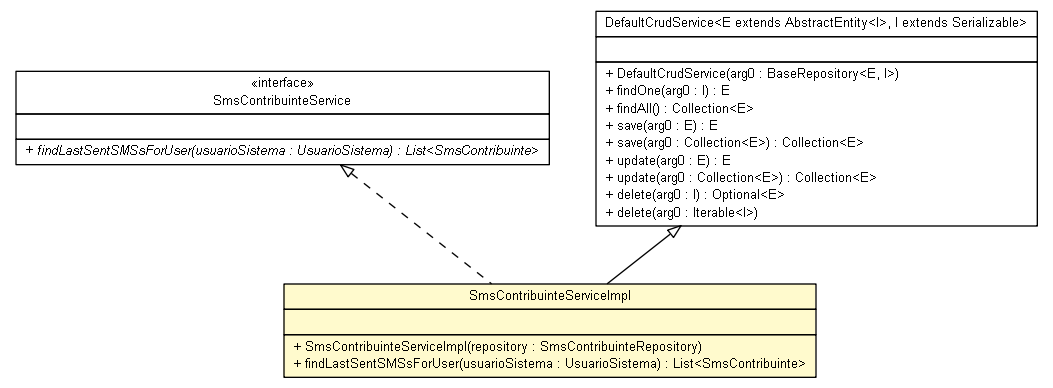 «interface»
SmsContribuinteService
+ findLastSentSMSsForUser(usuarioSistema : UsuarioSistema) : List<SmsContribuinte>
DefaultCrudService<E extends AbstractEntity<I>, I extends Serializable>
+ DefaultCrudService(arg0 : BaseRepository<E, I>)
+ findOne(arg0 : I) : E
+ findAll() : Collection<E>
+ save(arg0 : E) : E
+ save(arg0 : Collection<E>) : Collection<E>
+ update(arg0 : E) : E
+ update(arg0 : Collection<E>) : Collection<E>
+ delete(arg0 : I) : Optional<E>
+ delete(arg0 : Iterable<I>)
SmsContribuinteServiceImpl
+ SmsContribuinteServiceImpl(repository : SmsContribuinteRepository)
+ findLastSentSMSsForUser(usuarioSistema : UsuarioSistema) : List<SmsContribuinte>